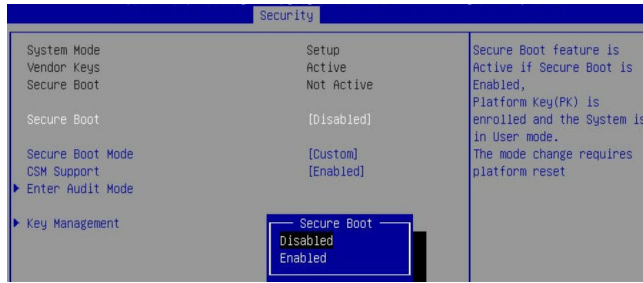 Security
System Mode Setup
Vendor Keys Active
Secure Boot Not Active
Secure Boot [Disabled]
Secure Boot Mode [Custom]
CSM Support [Enabled]
Enter Audit Mode
Key Management
Secure Boot
Disabled
Enabled
Secure Boot feature is
Active if Secure Boot is
Enabled,
Platform Key(PK) is
enrolled and the System is
in User mode.
The mode change requires
platform reset